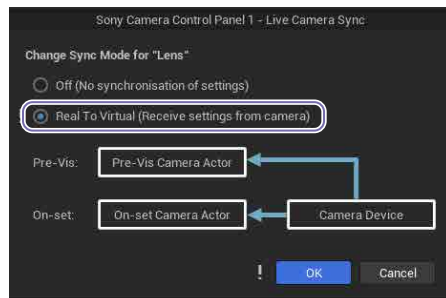 Sony Camera Control Panel 1 - Live Camera Sync
Change Sync Mode for "Lens"
Off (No synchronisation of settings)
Real To Virtual (Receive settings from camera)
Pre-Vis: Pre-Vis Camera Actor
On-set: On-set Camera Actor Camera Device
! OK Cancel